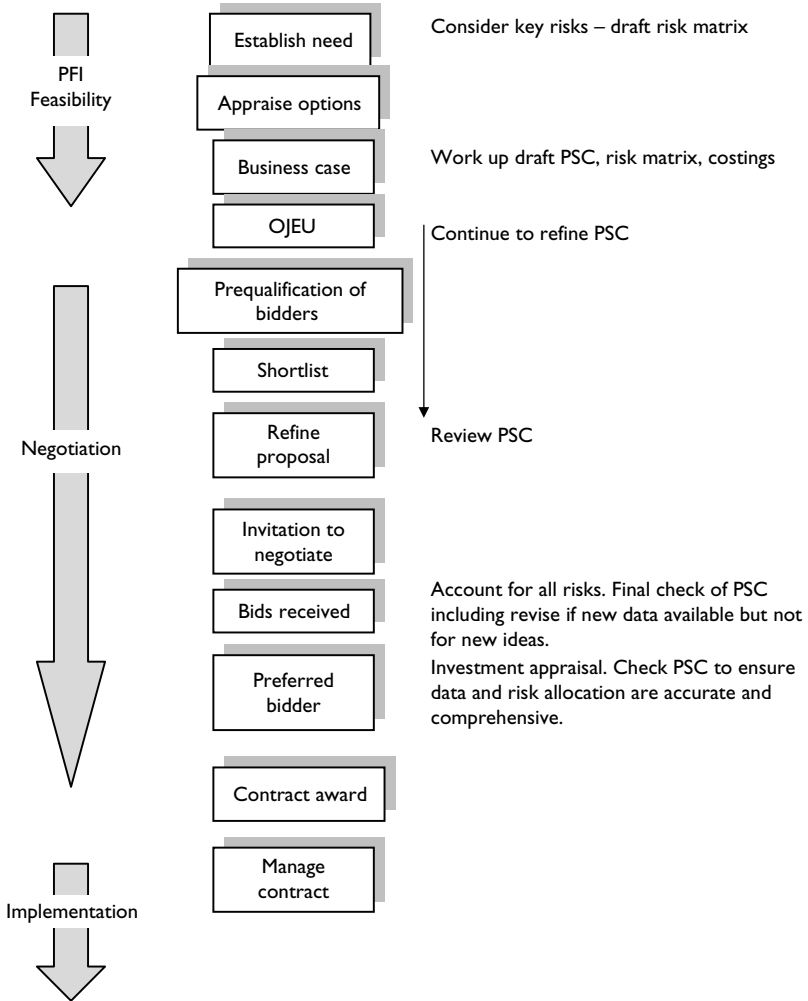 Establish need
Consider key risks – draft risk matrix
PFI
Feasibility
Appraise options
Business case
Work up draft PSC, risk matrix, costings
OJEU
Continue to refine PSC
Prequalification of
bidders
Shortlist
Negotiation
Refine
proposal
Review PSC
Invitation to
negotiate
Bids received
Account for all risks. Final check of PSC
including revise if new data available but not
for new ideas.
Preferred
bidder
Investment appraisal. Check PSC to ensure
data and risk allocation are accurate and
comprehensive.
Contract award
Manage
contract
Implementation